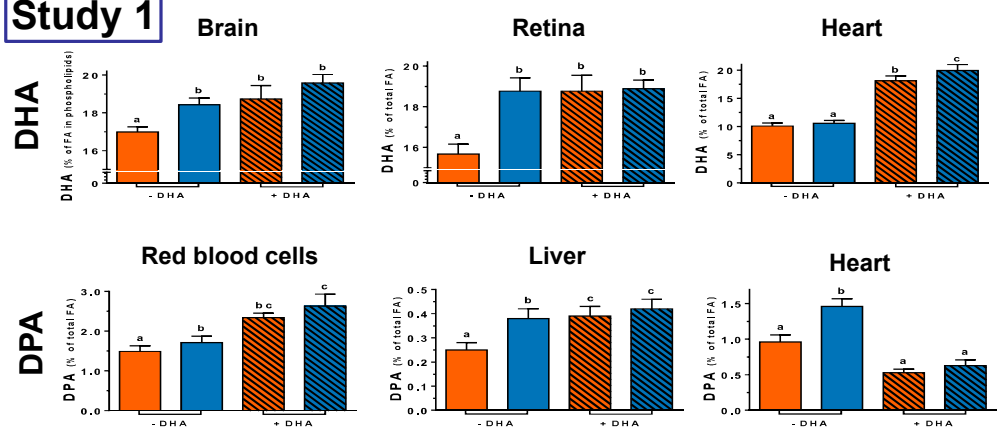 Study 1
Brain
Retina
Heart
DHA
DHA (% of FA in phospholipids)
20
18
16
0
a
b
b
b
- DHA
+ DHA
DHA (% of total FA)
20
18
16
0
a
b
b
b
- DHA
+ DHA
DHA (% of total FA)
20
15
10
5
0
a
a
b
c
- DHA
+ DHA
Red blood cells
Liver
Heart
DPA
DPA (% of total FA)
3.0
2.0
1.0
0.0
a
b
b c
c
- DHA
+ DHA
DPA (% of total FA)
0.5
0.4
0.3
0.2
0.1
0.0
a
b
c
c
- DHA
+ DHA
DPA (% of total FA)
1.5
1.0
0.5
0.0
a
b
a
a
- DHA
+ DHA